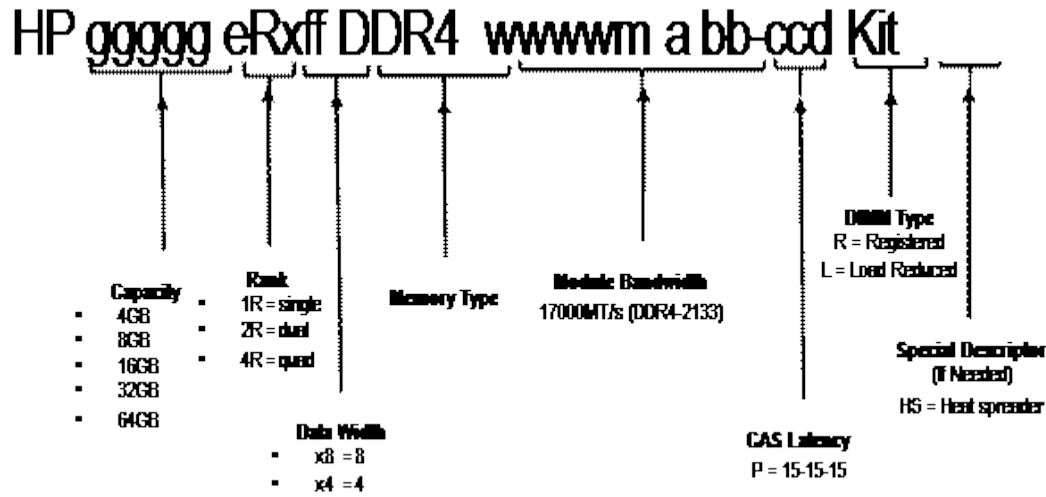 HP ggggg eRxff DDR4 wwwwm a bb-ccd Kit
Capacity
▪ 4GB
▪ 8GB
▪ 16GB
▪ 32GB
▪ 64GB
Rank
▪ 1R = single
▪ 2R = dual
▪ 4R = quad
Data Width
▪ x8 = 8
▪ x4 = 4
Memory Type
Module Bandwidth
17000MT/s (DDR4-2133)
CAS Latency
P = 15-15-15
DIMM Type
R = Registered
L = Load Reduced
Special Descriptor
(If Needed)
HS = Heat spreader